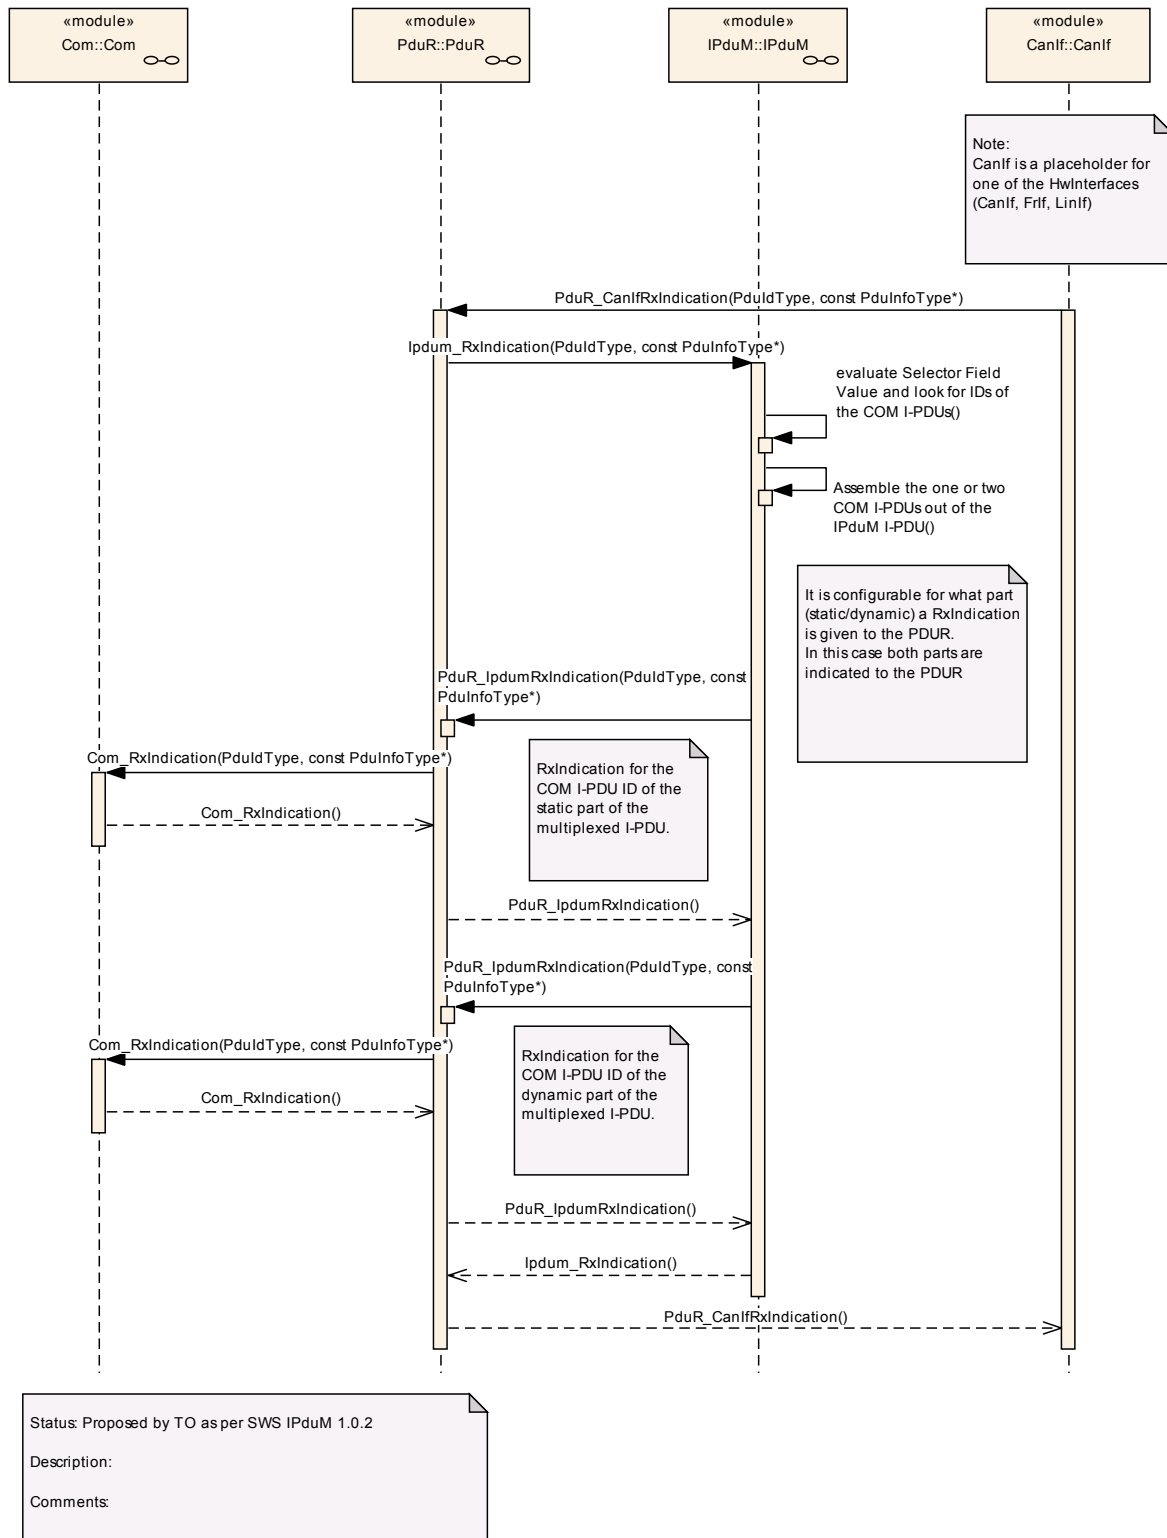 «module»
Com::Com
«module»
PduR::PduR
«module»
IPduM::IPduM
«module»
CanIf::CanIf
Note:
CanIf is a placeholder for
one of the HwInterfaces
(CanIf, FrIf, LinIf)
PduR_CanIfRxIndication(PduIdType, const PduInfoType*)
Ipdum_RxIndication(PduIdType, const PduInfoType*)
evaluate Selector Field
Value and look for IDs of
the COM I-PDUs()
Assemble the one or two
COM I-PDUs out of the
IPduM I-PDU()
It is configurable for what part
(static/dynamic) a RxIndication
is given to the PDUR.
In this case both parts are
indicated to the PDUR
PduR_IpdumRxIndication(PduIdType, const
PduInfoType*)
Com_RxIndication(PduIdType, const PduInfoType*)
RxIndication for the
COM I-PDU ID of the
static part of the
multiplexed I-PDU.
Com_RxIndication()
PduR_IpdumRxIndication()
PduR_IpdumRxIndication(PduIdType, const
PduInfoType*)
Com_RxIndication(PduIdType, const PduInfoType*)
RxIndication for the
COM I-PDU ID of the
dynamic part of the
multiplexed I-PDU.
Com_RxIndication()
PduR_IpdumRxIndication()
Ipdum_RxIndication()
PduR_CanIfRxIndication()
Status: Proposed by TO as per SWS IPduM 1.0.2
Description:
Comments: